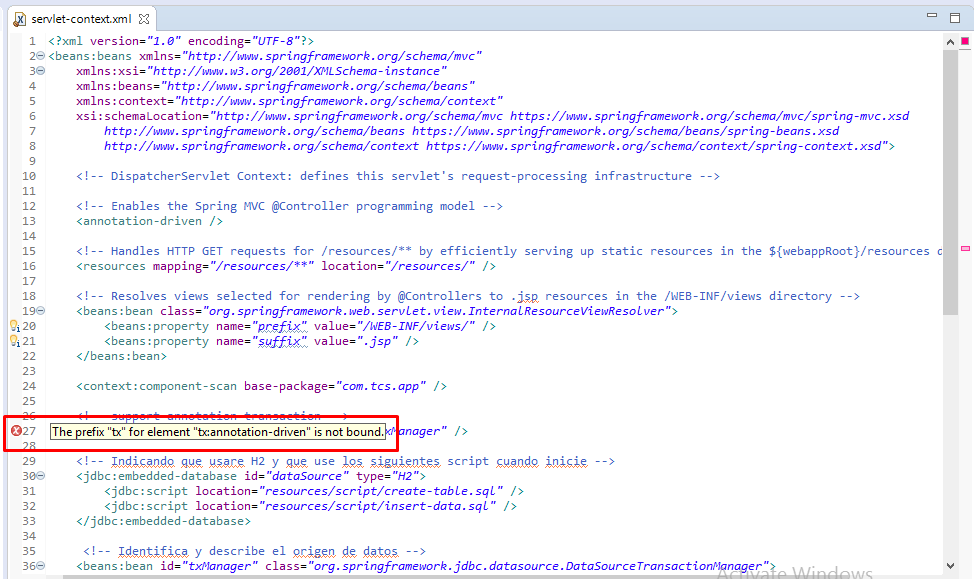 servlet-context.xml
1 <?xml version="1.0" encoding="UTF-8"?>
2 <beans:beans xmlns="http://www.springframework.org/schema/mvc"
3 xmlns:xsi="http://www.w3.org/2001/XMLSchema-instance"
4 xmlns:beans="http://www.springframework.org/schema/beans"
5 xmlns:context="http://www.springframework.org/schema/context"
6 xsi:schemaLocation="http://www.springframework.org/schema/mvc https://www.springframework.org/schema/mvc/spring-mvc.xsd
7 http://www.springframework.org/schema/beans https://www.springframework.org/schema/beans/spring-beans.xsd
8 http://www.springframework.org/schema/context https://www.springframework.org/schema/context/spring-context.xsd">
9
10 <!-- DispatcherServlet Context: defines this servlet's request-processing infrastructure -->
11
12 <!-- Enables the Spring MVC @Controller programming model -->
13 <annotation-driven />
14
15 <!-- Handles HTTP GET requests for /resources/** by efficiently serving up static resources in the ${webappRoot}/resources
16 <resources mapping="/resources/**" location="/resources/" />
17
18 <!-- Resolves views selected for rendering by @Controllers to .jsp resources in the /WEB-INF/views directory -->
19 <beans:bean class="org.springframework.web.servlet.view.InternalResourceViewResolver">
20 <beans:property name="prefix" value="/WEB-INF/views/" />
21 <beans:property name="suffix" value=".jsp" />
22 </beans:bean>
23
24 <context:component-scan base-package="com.tcs.app" />
25
26 <!-- support annotation transaction -->
27 The prefix "tx" for element "tx:annotation-driven" is not bound. xManager" />
28
29 <!-- Indicando que usare H2 y que use los siguientes script cuando inicie -->
30 <jdbc:embedded-database id="dataSource" type="H2">
31 <jdbc:script location="resources/script/create-table.sql" />
32 <jdbc:script location="resources/script/insert-data.sql" />
33 </jdbc:embedded-database>
34
35 <!-- Identifica y describe el origen de datos -->
36 <beans:bean id="txManager" class="org.springframework.jdbc.datasource.DataSourceTransactionManager">
Activate Windows